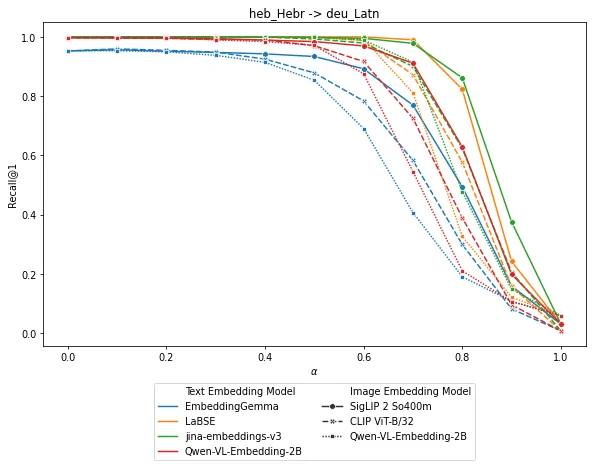 heb_Hebr -> deu_Latn
Recall@1
1.0
0.8
0.6
0.4
0.2
0.0
0.0 0.2 0.4 0.6 0.8 1.0
α
Text Embedding Model
EmbeddingGemma
LaBSE
jina-embeddings-v3
Qwen-VL-Embedding-2B
Image Embedding Model
SigLIP 2 So400m
CLIP ViT-B/32
Qwen-VL-Embedding-2B